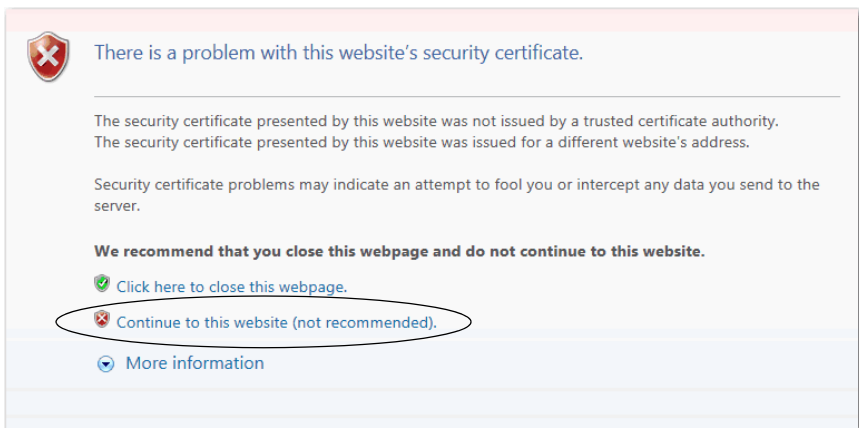 There is a problem with this website's security certificate.
The security certificate presented by this website was not issued by a trusted certificate authority.
The security certificate presented by this website was issued for a different website's address.
Security certificate problems may indicate an attempt to fool you or intercept any data you send to the
server.
We recommend that you close this webpage and do not continue to this website.
Click here to close this webpage.
Continue to this website (not recommended).
More information